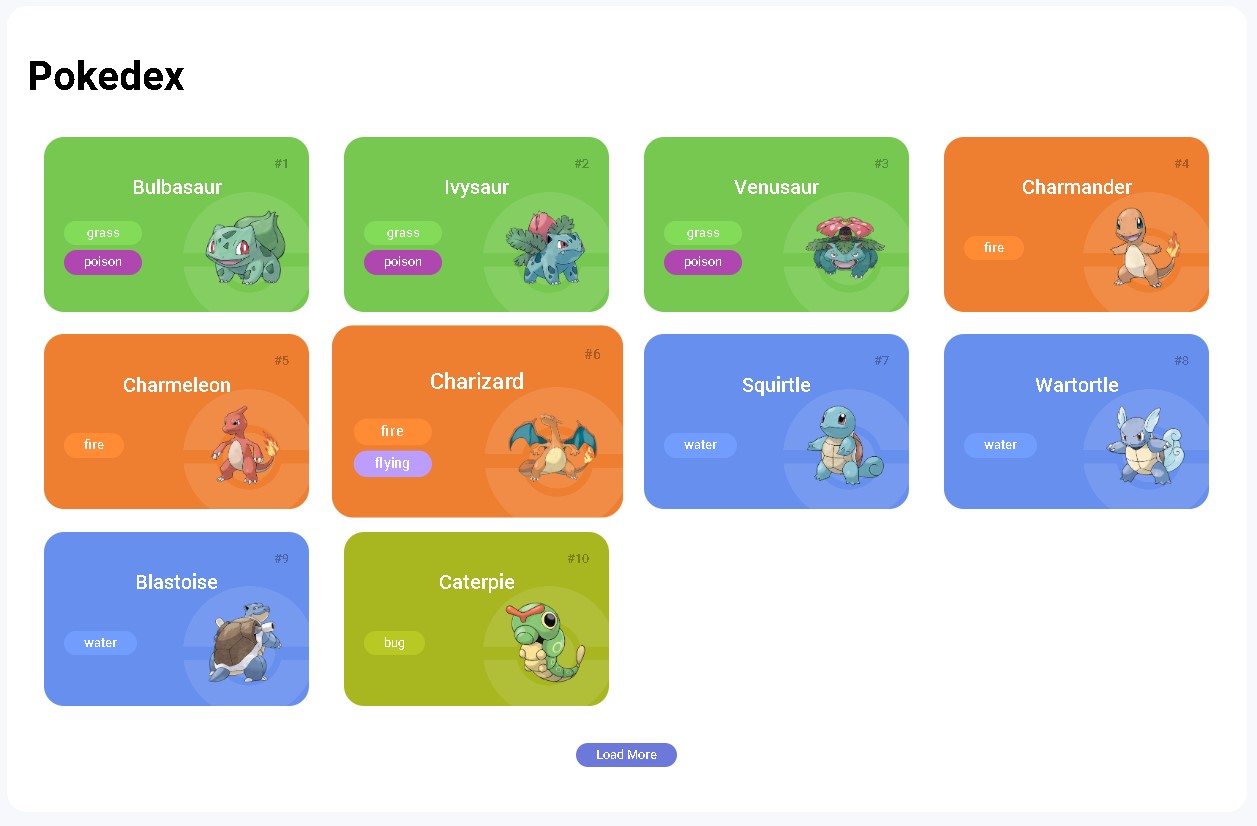 Pokedex
#1
Bulbasaur
grass
poison
#2
Ivysaur
grass
poison
#3
Venusaur
grass
poison
#4
Charmander
fire
#5
Charmeleon
fire
#6
Charizard
fire
flying
#7
Squirtle
water
#8
Wartortle
water
#9
Blastoise
water
#10
Caterpie
bug
Load More